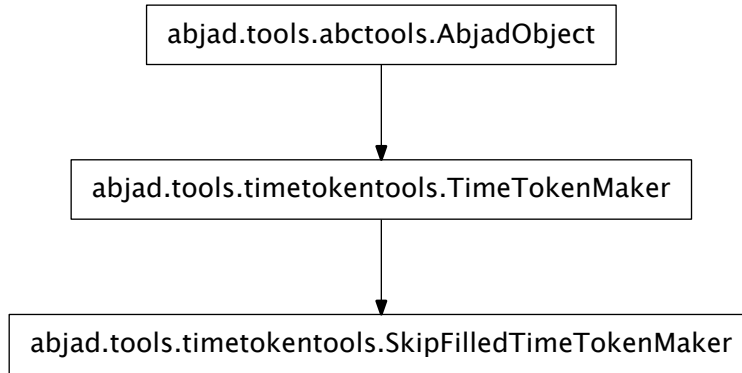 abjad.tools.abctools.AbjadObject
abjad.tools.timetokentools.TimeTokenMaker
abjad.tools.timetokentools.SkipFilledTimeTokenMaker